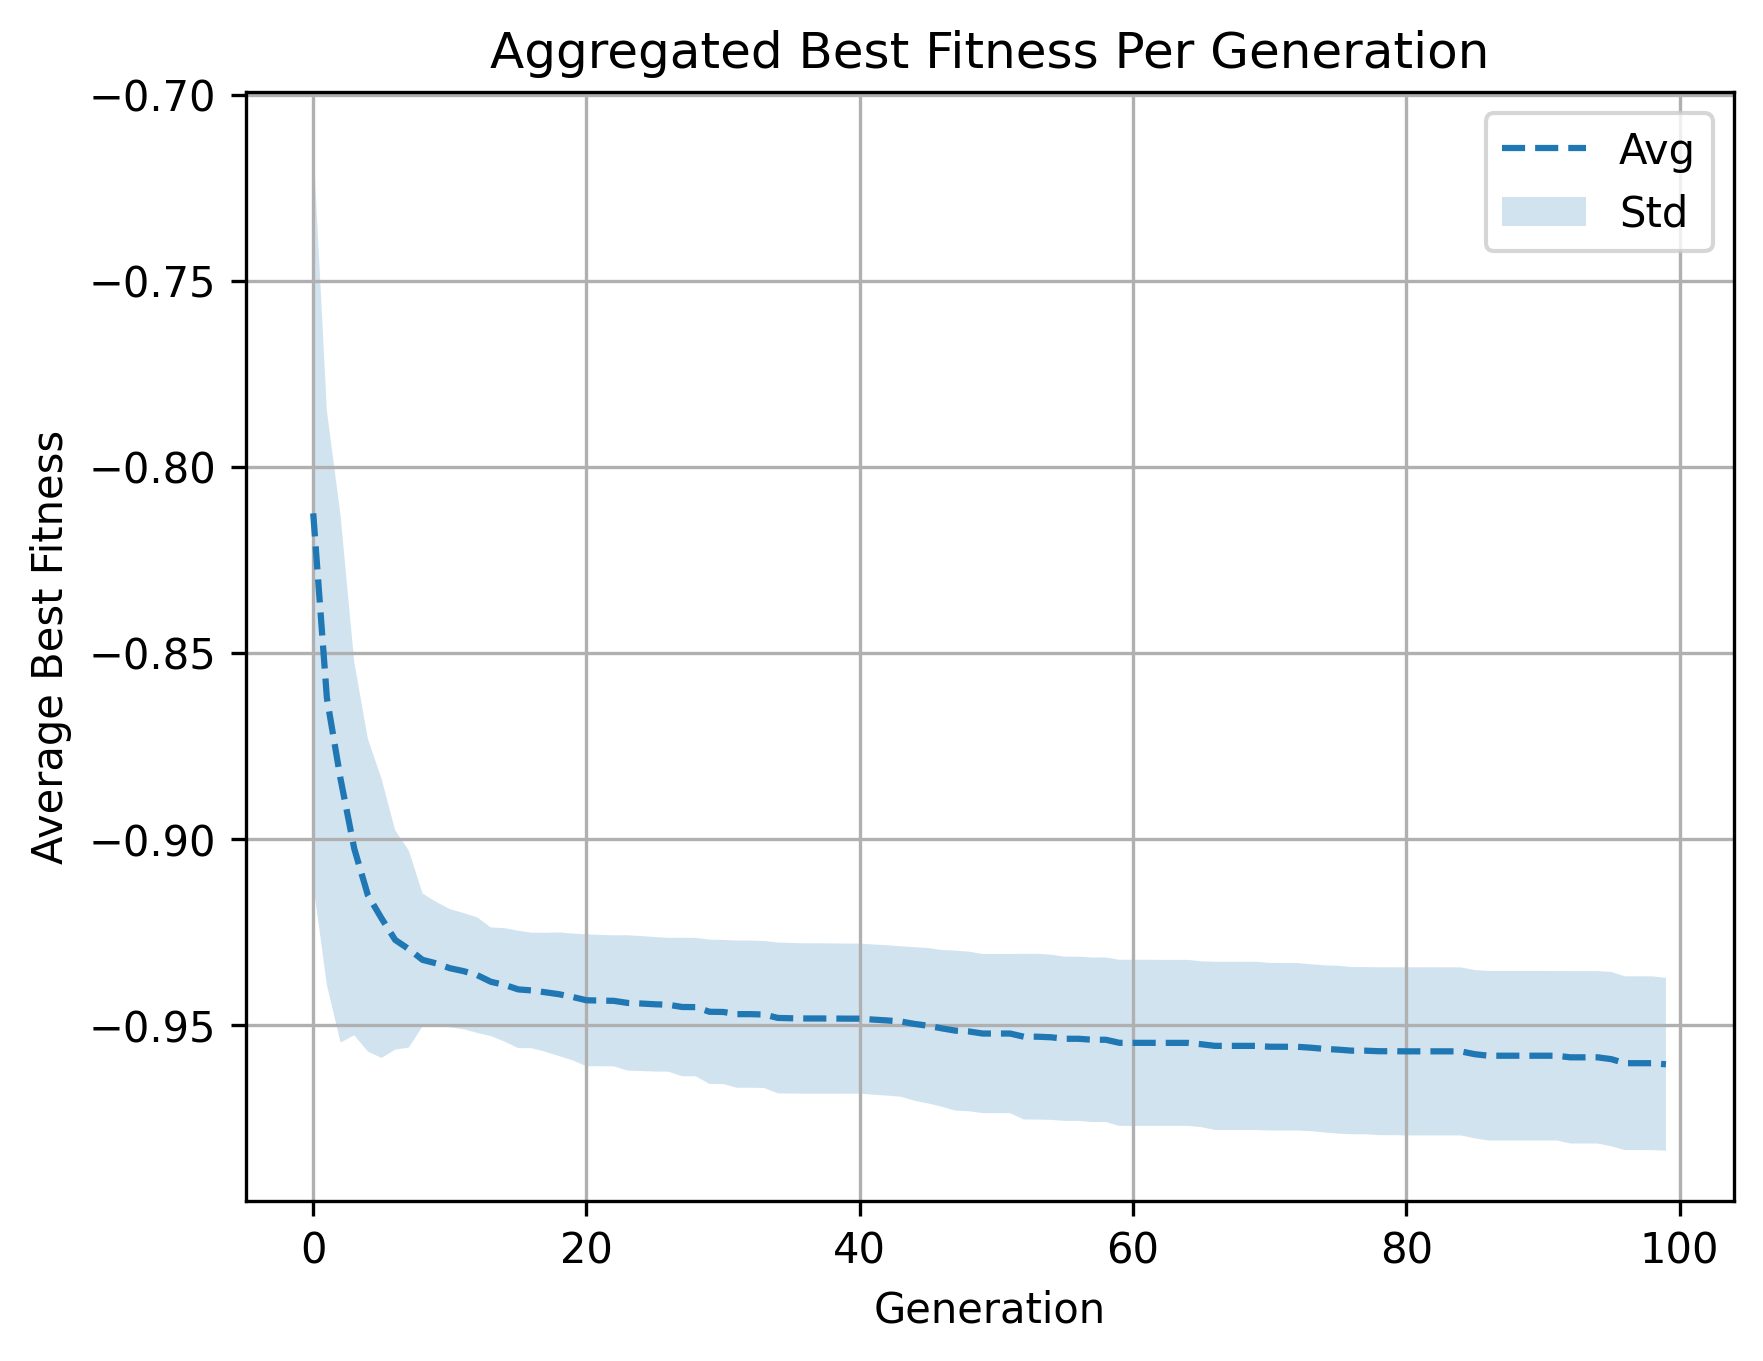 Aggregated Best Fitness Per Generation
Avg
Std
Average Best Fitness
−0.70
−0.75
−0.80
−0.85
−0.90
−0.95
0 20 40 60 80 100
Generation